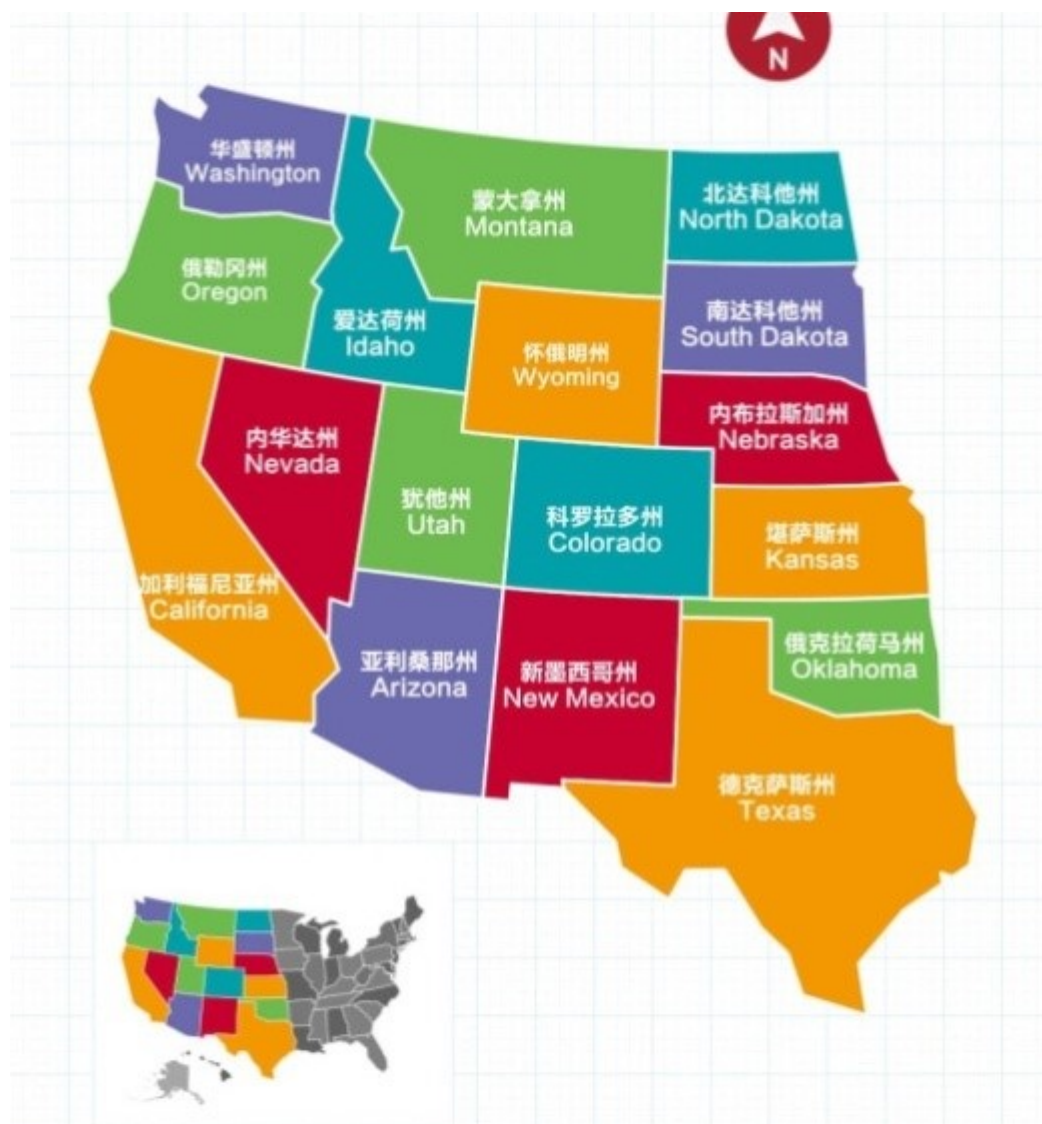 N
华盛顿州
Washington
蒙大拿州
Montana
北达科他州
North Dakota
俄勒冈州
Oregon
爱达荷州
Idaho
南达科他州
South Dakota
怀俄明州
Wyoming
内布拉斯加州
Nebraska
内华达州
Nevada
犹他州
Utah
科罗拉多州
Colorado
堪萨斯州
Kansas
加利福尼亚州
California
亚利桑那州
Arizona
新墨西哥州
New Mexico
俄克拉荷马州
Oklahoma
德克萨斯州
Texas